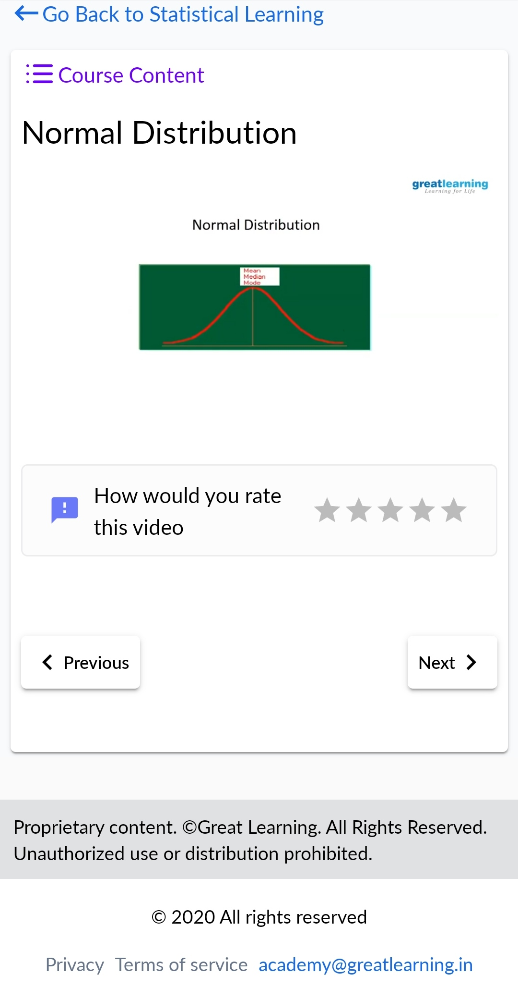 Go Back to Statistical Learning
Course Content
Normal Distribution
greatlearning
Learning for Life
Normal Distribution
Mean
Median
Mode
How would you rate
this video
Previous
Next
Proprietary content. ©Great Learning. All Rights Reserved.
Unauthorized use or distribution prohibited.
© 2020 All rights reserved
Privacy Terms of service academy@greatlearning.in